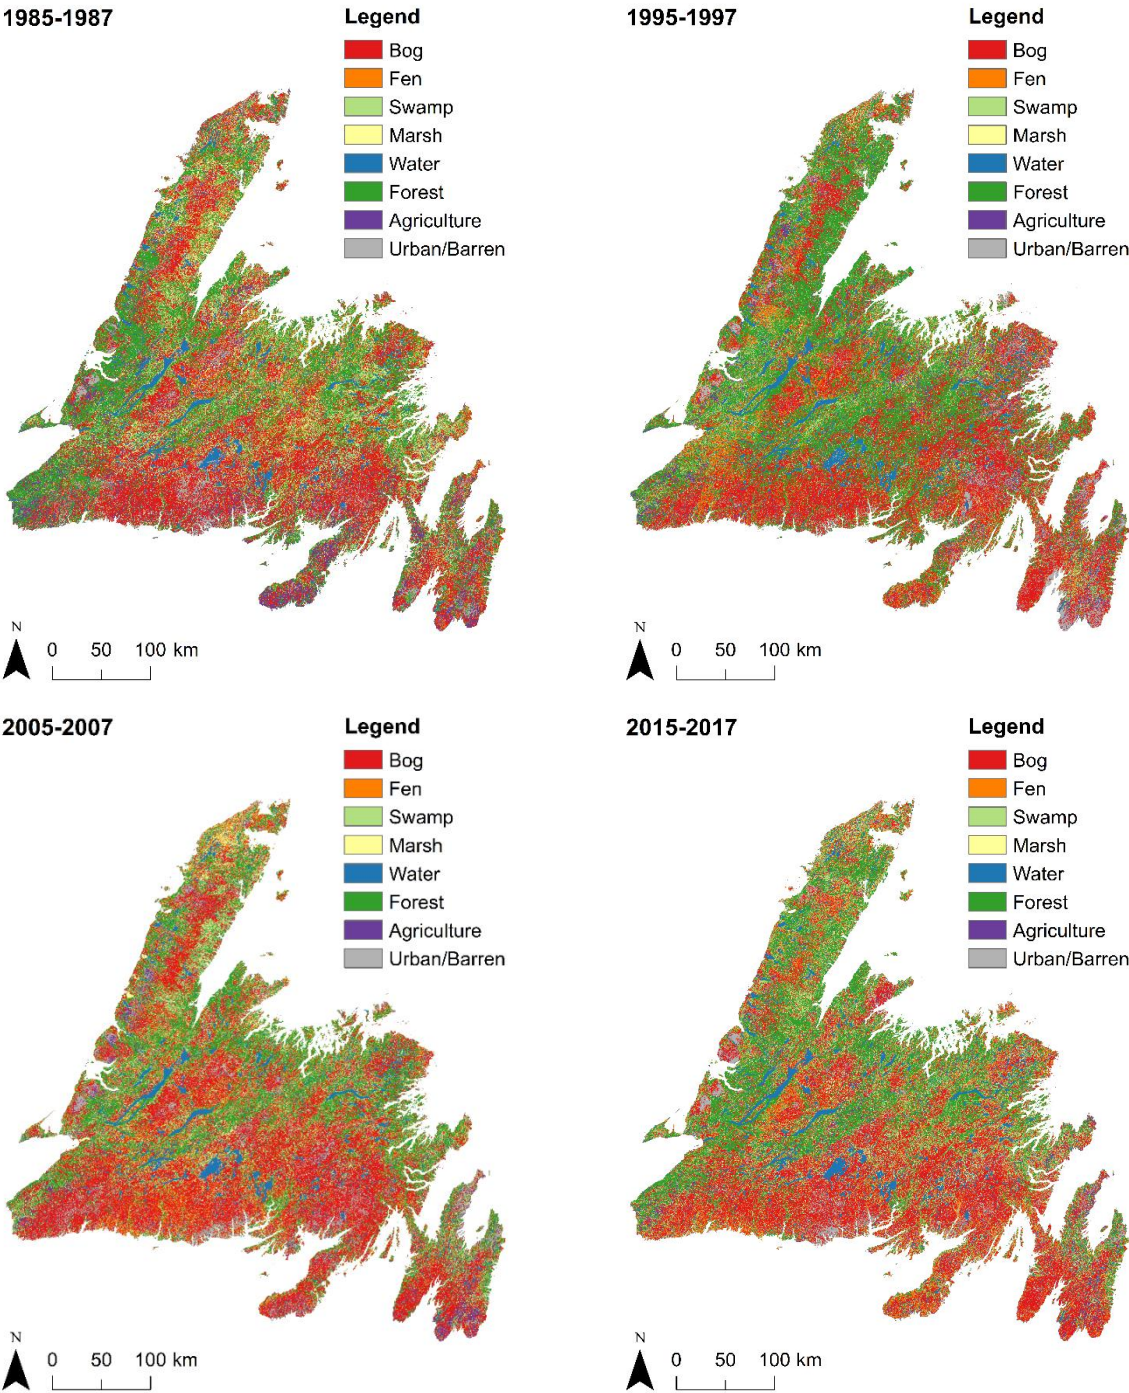 1985-1987
Legend
Bog
Fen
Swamp
Marsh
Water
Forest
Agriculture
Urban/Barren
N
0 50 100 km
1995-1997
Legend
Bog
Fen
Swamp
Marsh
Water
Forest
Agriculture
Urban/Barren
N
0 50 100 km
2005-2007
Legend
Bog
Fen
Swamp
Marsh
Water
Forest
Agriculture
Urban/Barren
N
0 50 100 km
2015-2017
Legend
Bog
Fen
Swamp
Marsh
Water
Forest
Agriculture
Urban/Barren
N
0 50 100 km